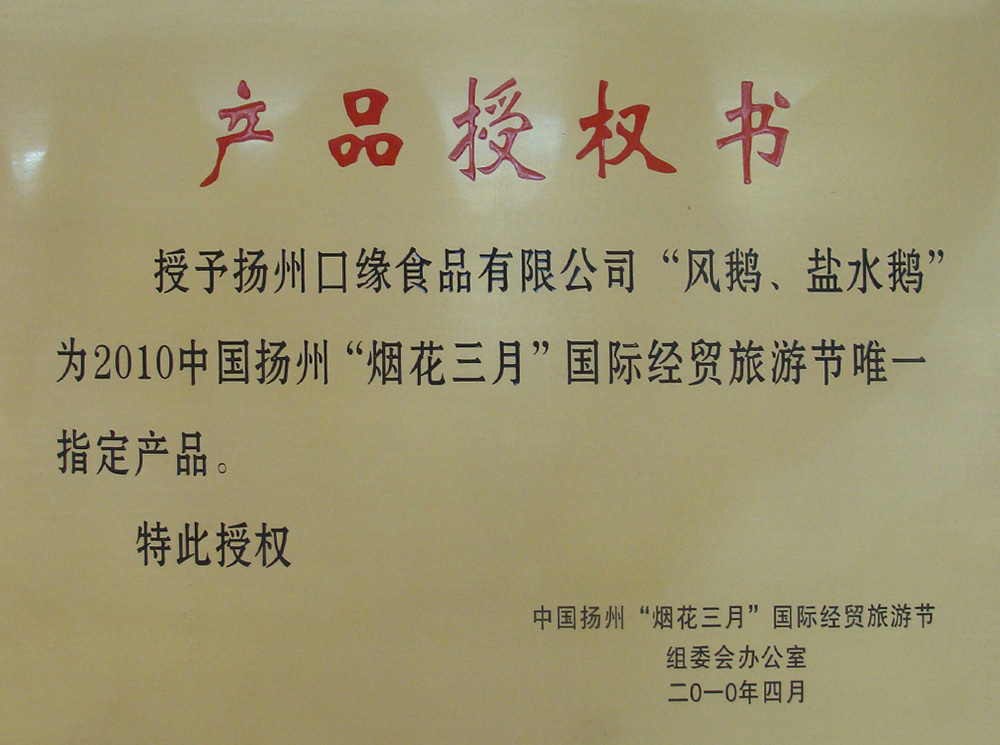 产品授权书
授予扬州口缘食品有限公司“风鹅、盐水鹅”
为2010中国扬州“烟花三月”国际经贸旅游节唯一
指定产品。
特此授权
中国扬州“烟花三月”国际经贸旅游节
组委会办公室
二0一0年四月